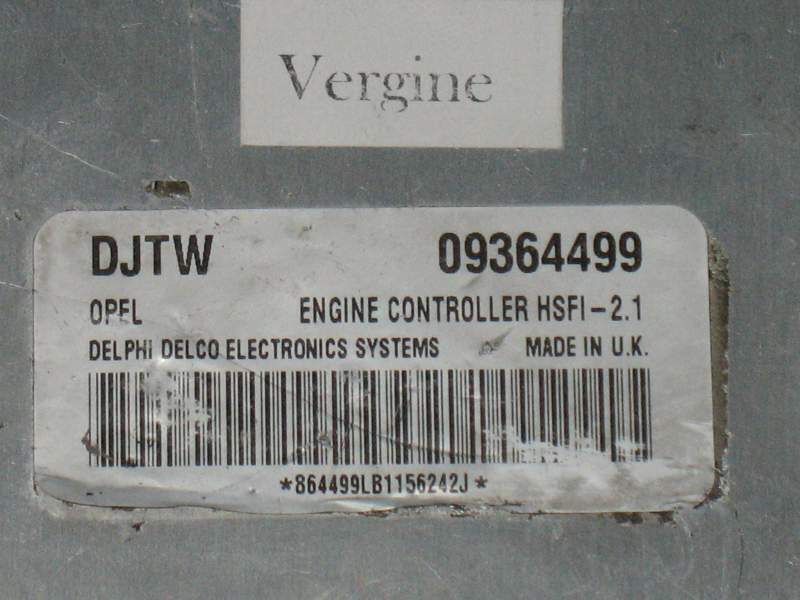 Vergine
DJTW 09364499
OPEL ENGINE CONTROLLER HSFI-2.1
DELPHI DELCO ELECTRONICS SYSTEMS MADE IN U.K.
*864499LB1156242J*